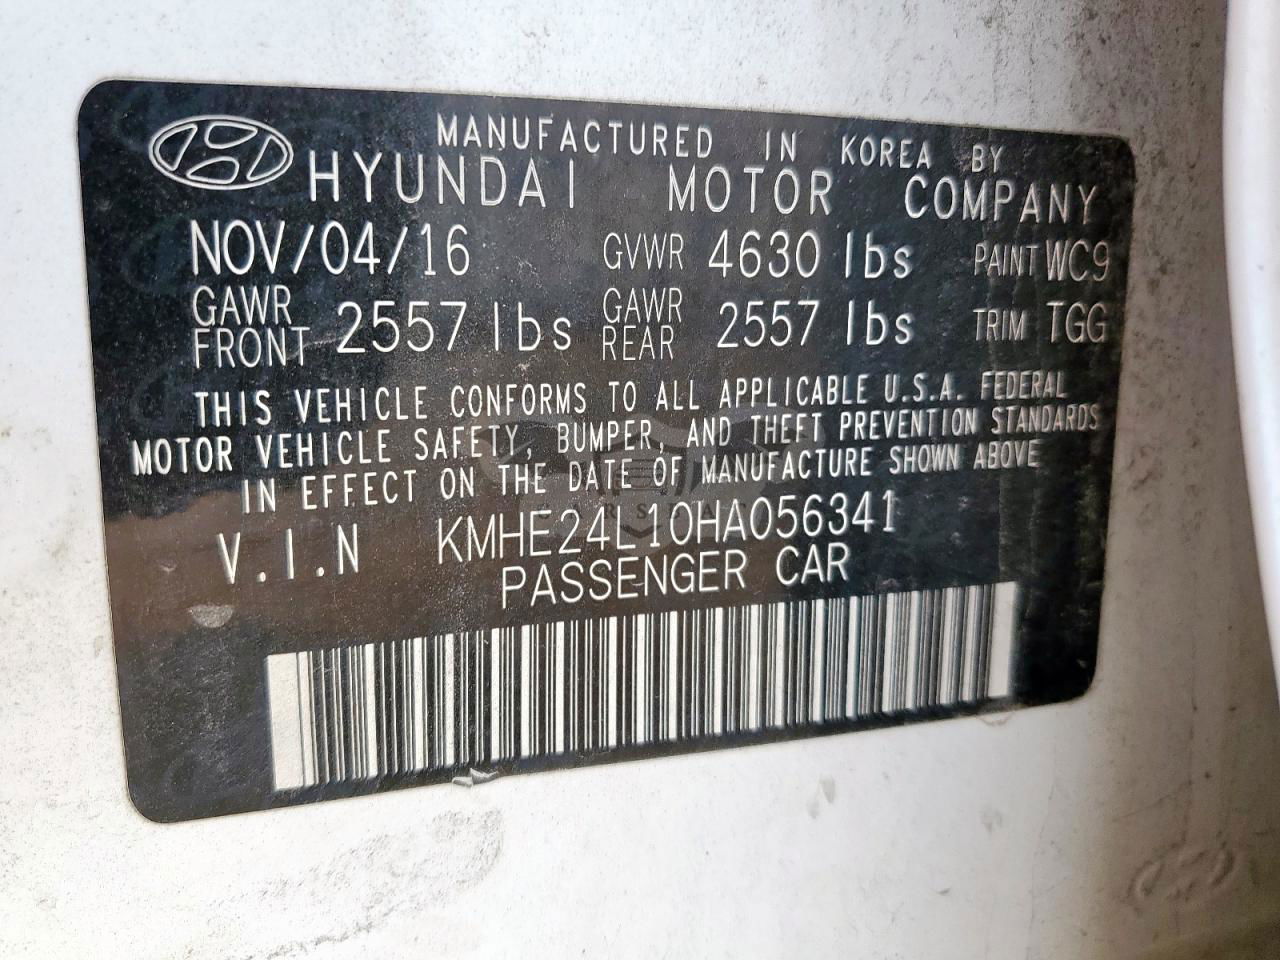 MANUFACTURED IN KOREA BY
HYUNDAI MOTOR COMPANY
NOV/04/16 GVWR 4630 lbs PAINT WC9
GAWR FRONT 2557 lbs GAWR REAR 2557 lbs TRIM TGG
THIS VEHICLE CONFORMS TO ALL APPLICABLE U.S.A. FEDERAL
MOTOR VEHICLE SAFETY, BUMPER, AND THEFT PREVENTION STANDARDS
IN EFFECT ON THE DATE OF MANUFACTURE SHOWN ABOVE
V.I.N KMHE24L10HA056341
PASSENGER CAR